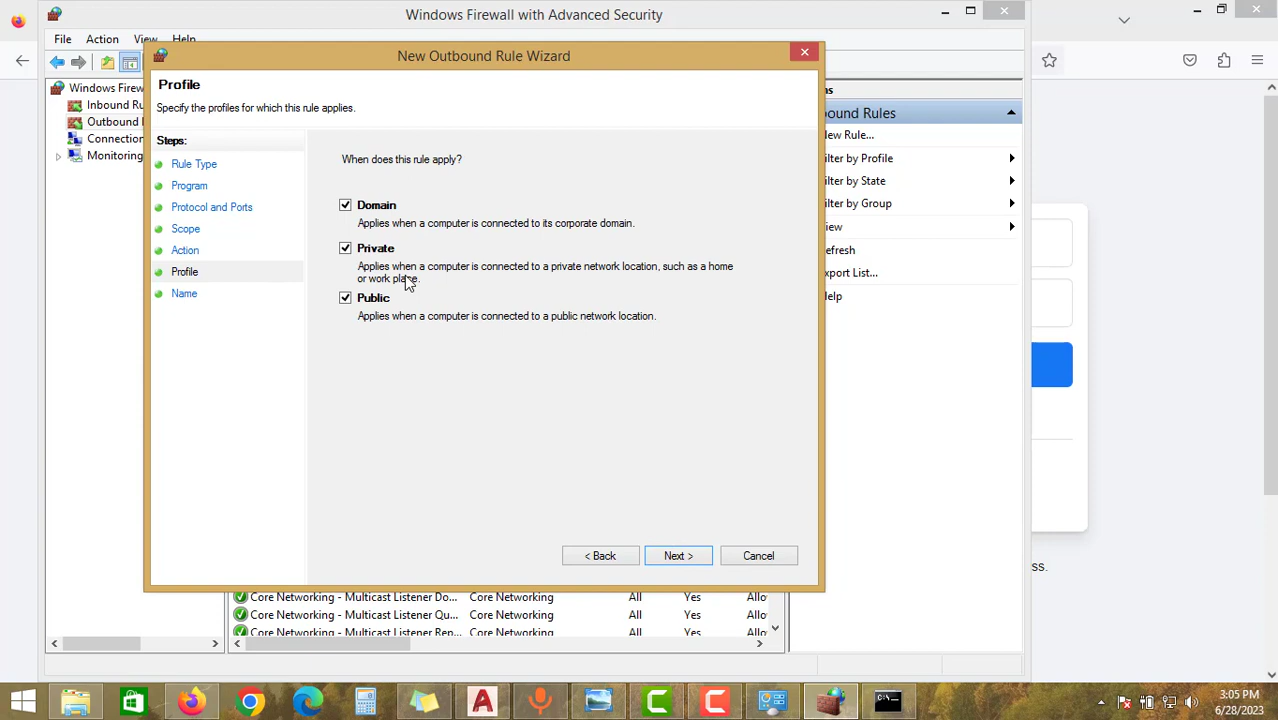 Windows Firewall with Advanced Security
File Action View Help
New Outbound Rule Wizard
Profile
Specify the profiles for which this rule applies.
Steps:
Rule Type
Program
Protocol and Ports
Scope
Action
Profile
Name
When does this rule apply?
Domain
Applies when a computer is connected to its corporate domain.
Private
Applies when a computer is connected to a private network location, such as a home
or work place.
Public
Applies when a computer is connected to a public network location.
< Back Next > Cancel
Windows Firew
Inbound Ru
Outbound
Connection
Monitoring
ns
ound Rules
ew Rule...
ilter by Profile
ilter by State
ilter by Group
iew
efresh
xport List...
elp
Core Networking - Multicast Listener Do... Core Networking All Yes Allo
Core Networking - Multicast Listener Qu... Core Networking All Yes Allo
Core Networking - Multicast Listener Rep... Core Networking All Yes Allo
ss.
3:05 PM
6/28/2023